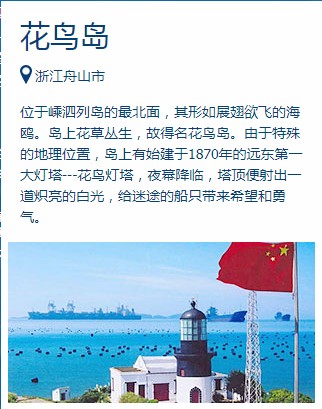 花鸟岛
浙江舟山市
位于嵊泗列岛的最北面，其形如展翅欲飞的海
鸥。岛上花草丛生，故得名花鸟岛。由于特殊
的地理位置，岛上有始建于1870年的远东第一
大灯塔---花鸟灯塔，夜幕降临，塔顶便射出一
道炽亮的白光，给迷途的船只带来希望和勇
气。